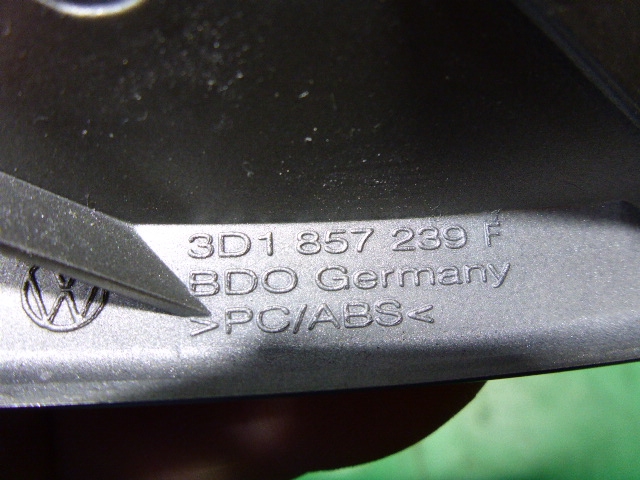 3D1 857 239 F
BDO Germany
>PC/ABS<